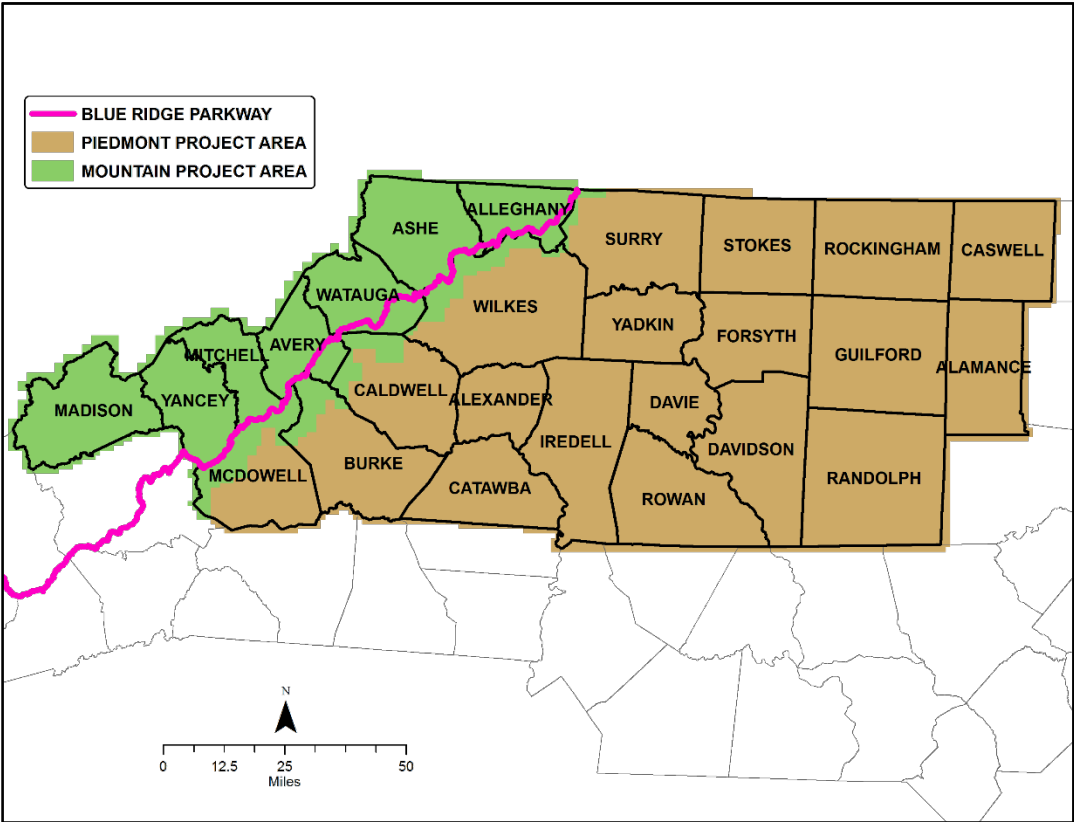 BLUE RIDGE PARKWAY
PIEDMONT PROJECT AREA
MOUNTAIN PROJECT AREA
ALLEGHANY
ASHE
SURRY
STOKES
ROCKINGHAM
CASWELL
WATAUGA
WILKES
YADKIN
FORSYTH
GUILFORD
ALAMANCE
MITCHELL
AVERY
CALDWELL
ALEXANDER
DAVIE
MADISON
YANCEY
IREDELL
DAVIDSON
MCDOWELL
BURKE
CATAWBA
ROWAN
RANDOLPH
N
0 12.5 25 50
Miles